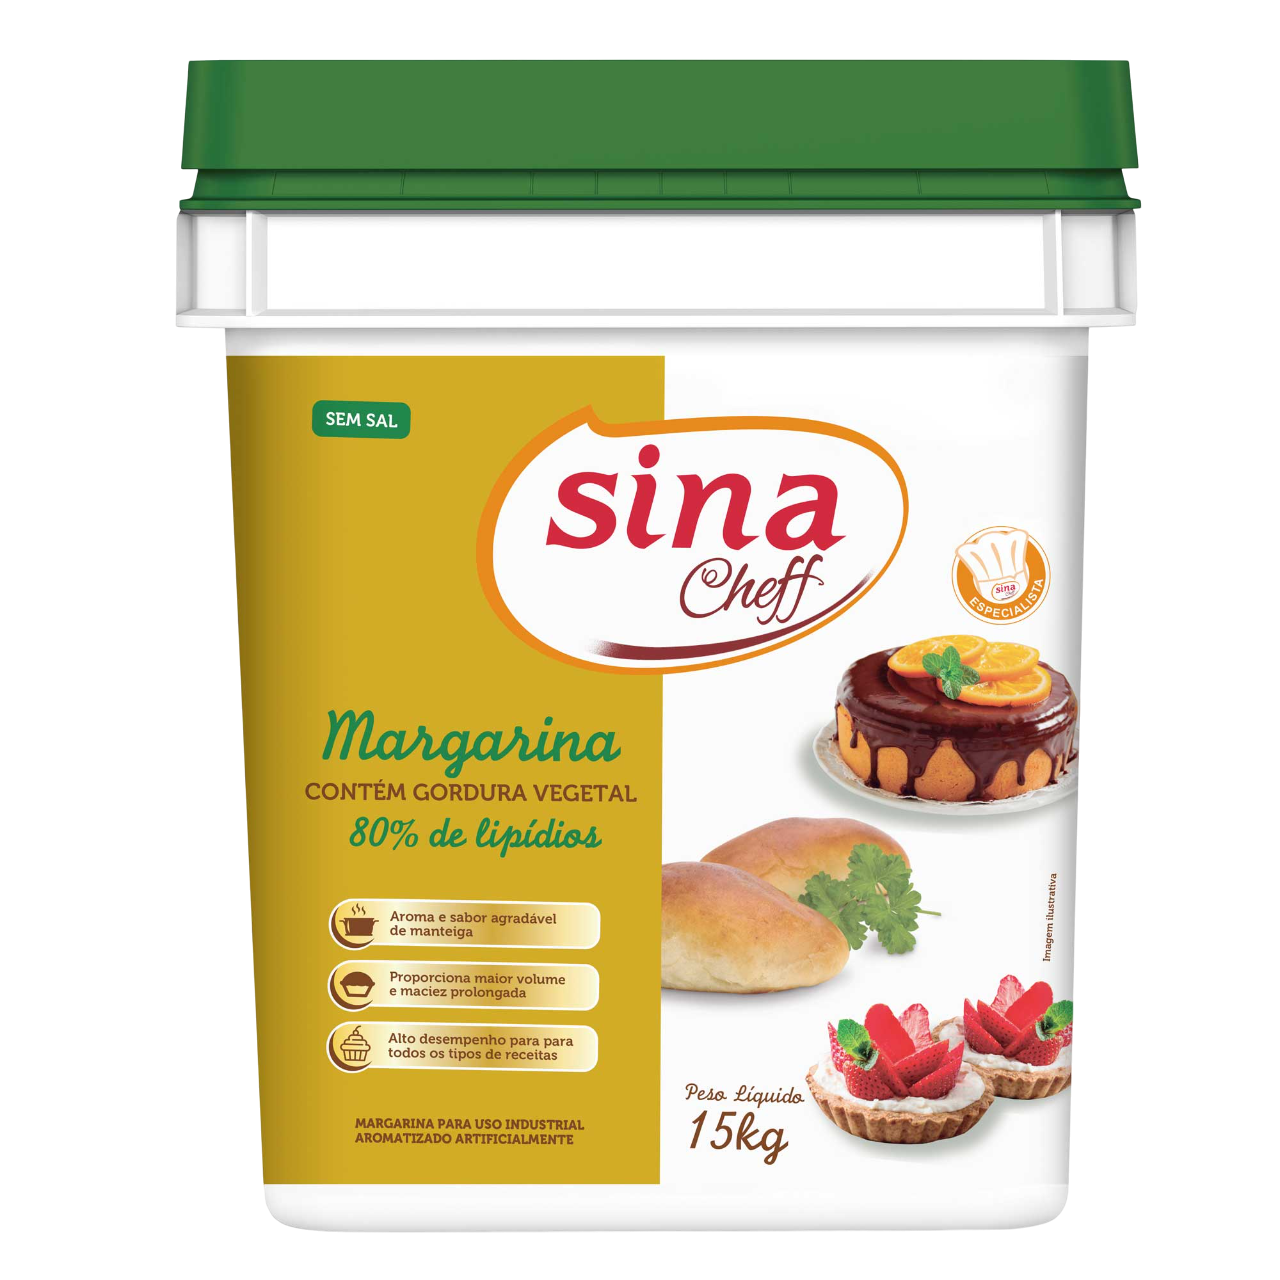 SEM SAL
sina
Cheff
sina
Cheff
ESPECIALISTA
Margarina
CONTÉM GORDURA VEGETAL
80% de lipídios
Aroma e sabor agradável
de manteiga
Proporciona maior volume
e maciez prolongada
Alto desempenho para para
todos os tipos de receitas
Imagem ilustrativa
Peso Líquido
15kg
MARGARINA PARA USO INDUSTRIAL
AROMATIZADO ARTIFICIALMENTE